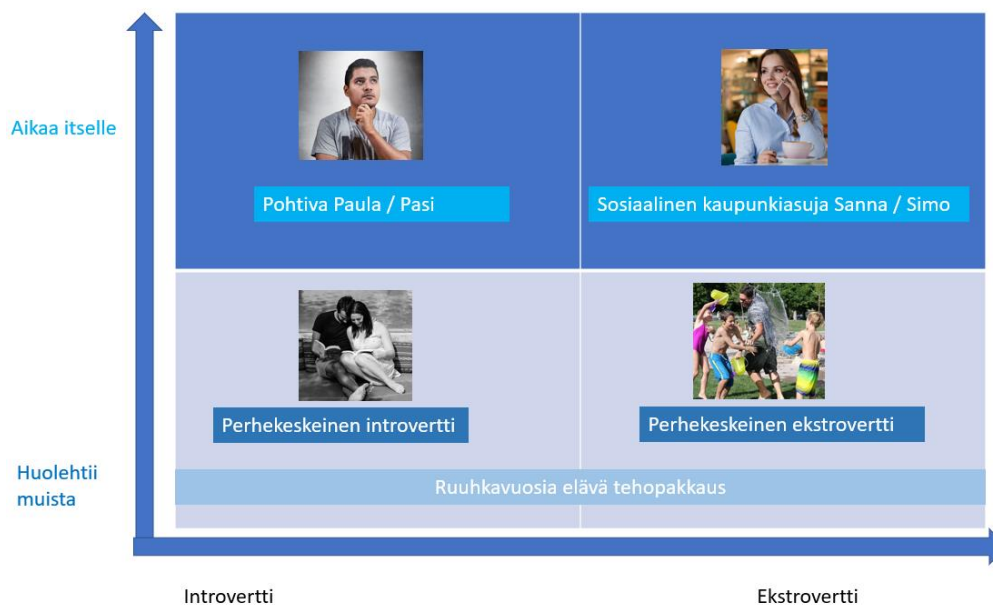 Aikaa itselle
Pohtiva Paula / Pasi
Sosiaalinen kaupunkiasuja Sanna / Simo
Perhekeskeinen introvertti
Perhekeskeinen ekstrovertti
Huolehtii
muista
Ruuhkavuosia elävä tehopakkaus
Introvertti
Ekstrovertti